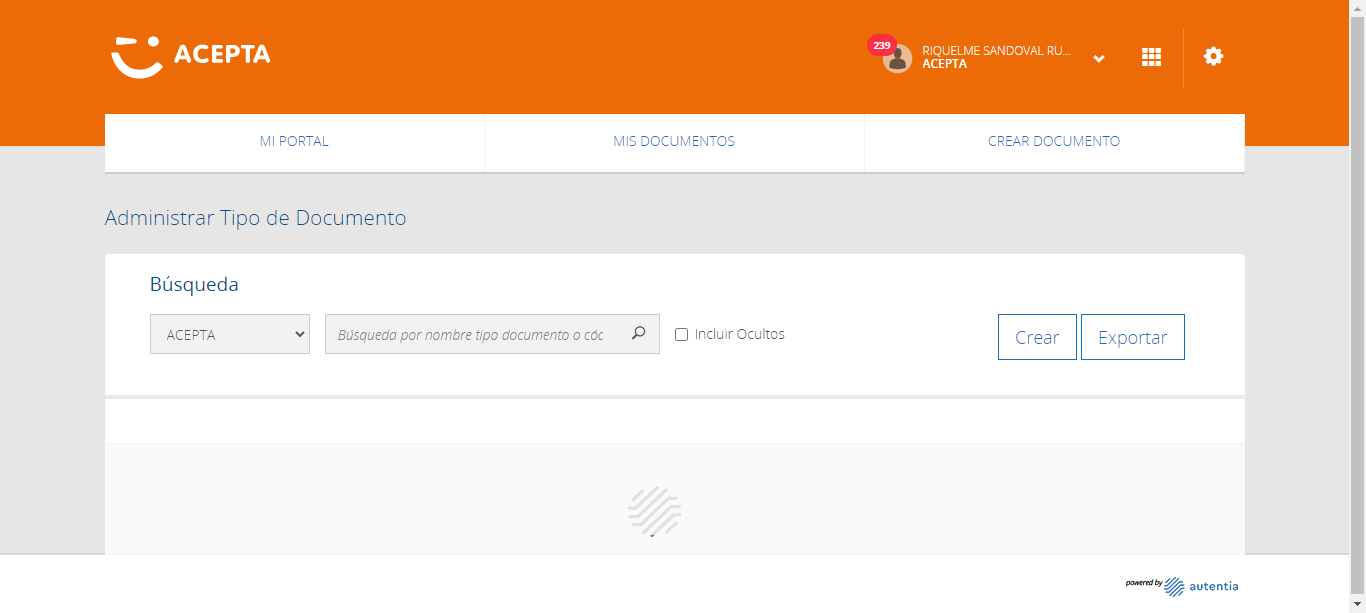 ACEPTA
239
RIQUELME SANDOVAL RU...
ACEPTA
MI PORTAL
MIS DOCUMENTOS
CREAR DOCUMENTO
Administrar Tipo de Documento
Búsqueda
ACEPTA
Búsqueda por nombre tipo documento o cóc
Incluir Ocultos
Crear
Exportar
powered by autentia